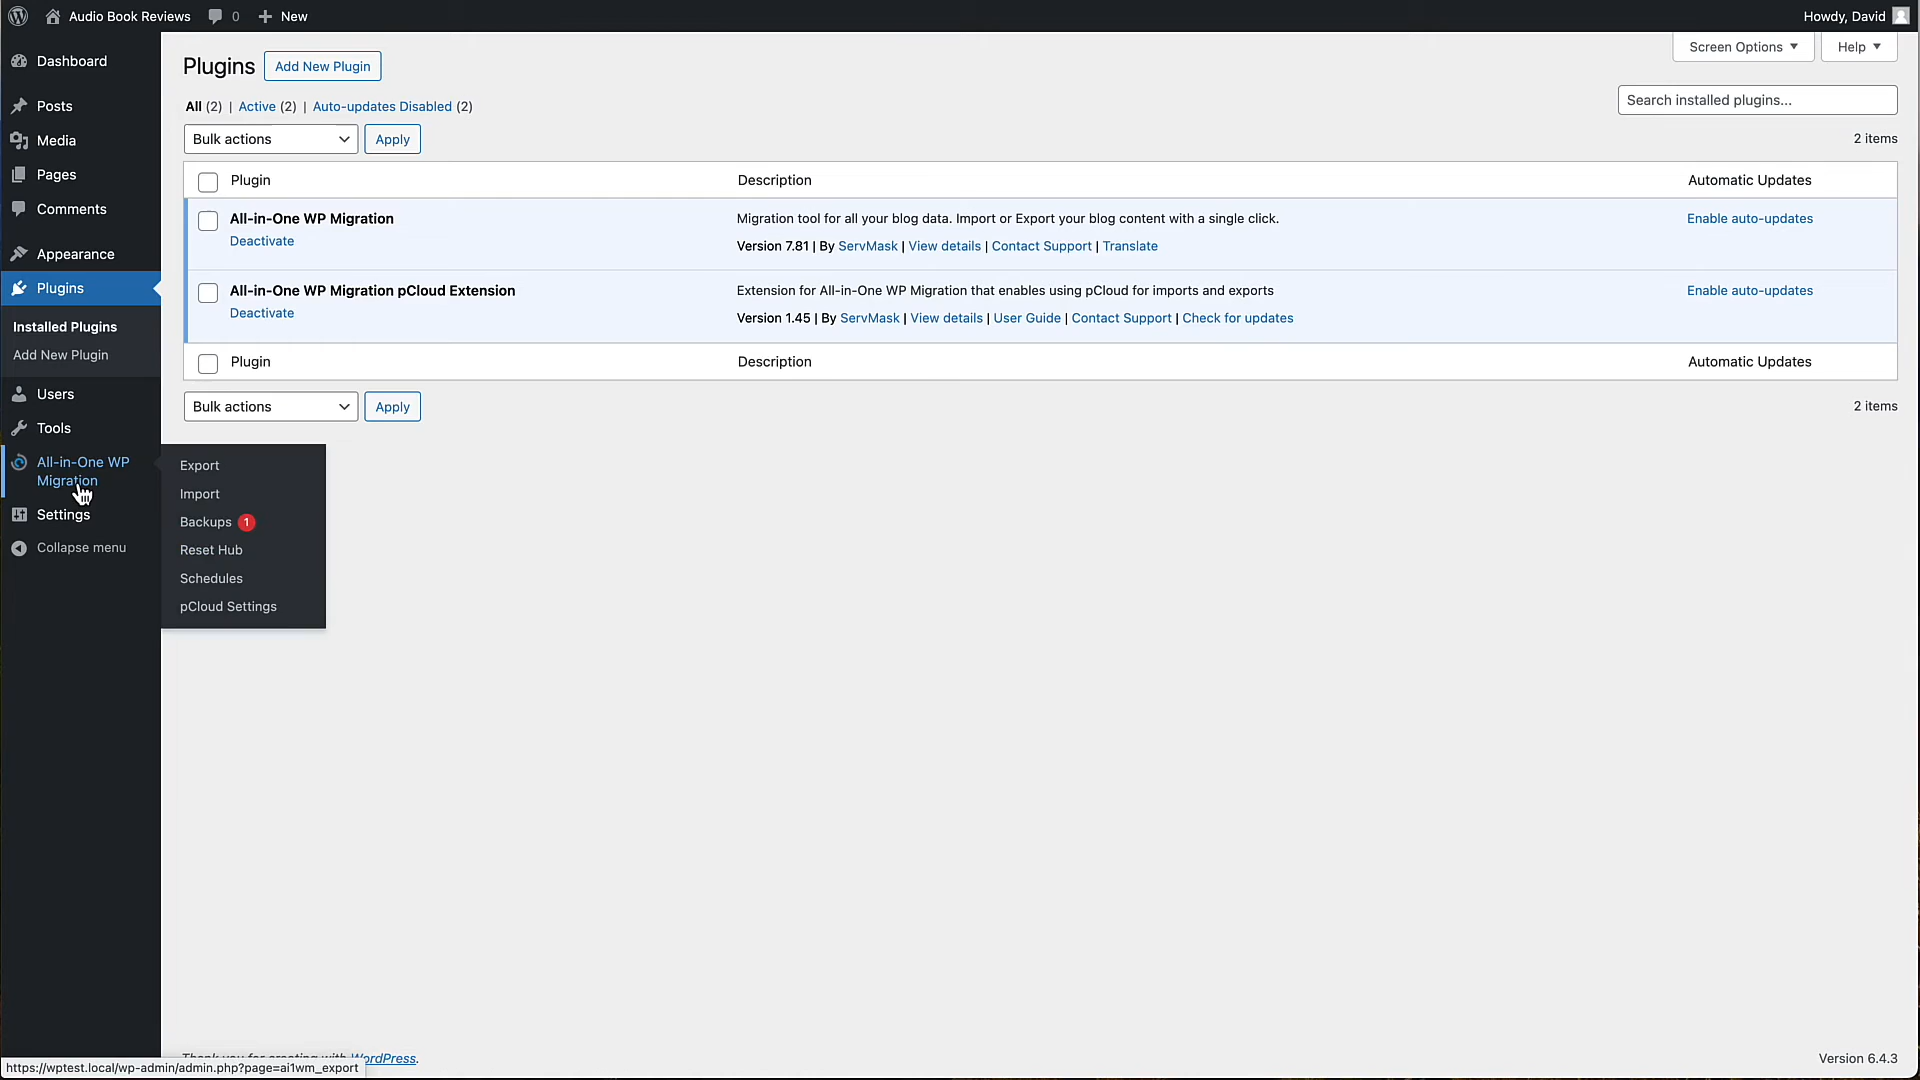 Audio Book Reviews 0 New Howdy, David
Dashboard
Posts
Media
Pages
Comments
Appearance
Plugins
Installed Plugins
Add New Plugin
Users
Tools
All-in-One WP
Migration
Settings
Collapse menu
Export
Import
Backups 1
Reset Hub
Schedules
pCloud Settings
Screen Options Help
Plugins Add New Plugin
All (2) | Active (2) | Auto-updates Disabled (2)
Search installed plugins...
Bulk actions Apply 2 items
Plugin Description Automatic Updates
All-in-One WP Migration Migration tool for all your blog data. Import or Export your blog content with a single click. Enable auto-updates
Deactivate Version 7.81 | By ServMask | View details | Contact Support | Translate
All-in-One WP Migration pCloud Extension Extension for All-in-One WP Migration that enables using pCloud for imports and exports Enable auto-updates
Deactivate Version 1.45 | By ServMask | View details | User Guide | Contact Support | Check for updates
Plugin Description Automatic Updates
Bulk actions Apply 2 items
Thank you for creating with WordPress. Version 6.4.3
https://wptest.local/wp-admin/admin.php?page=ai1wm_export